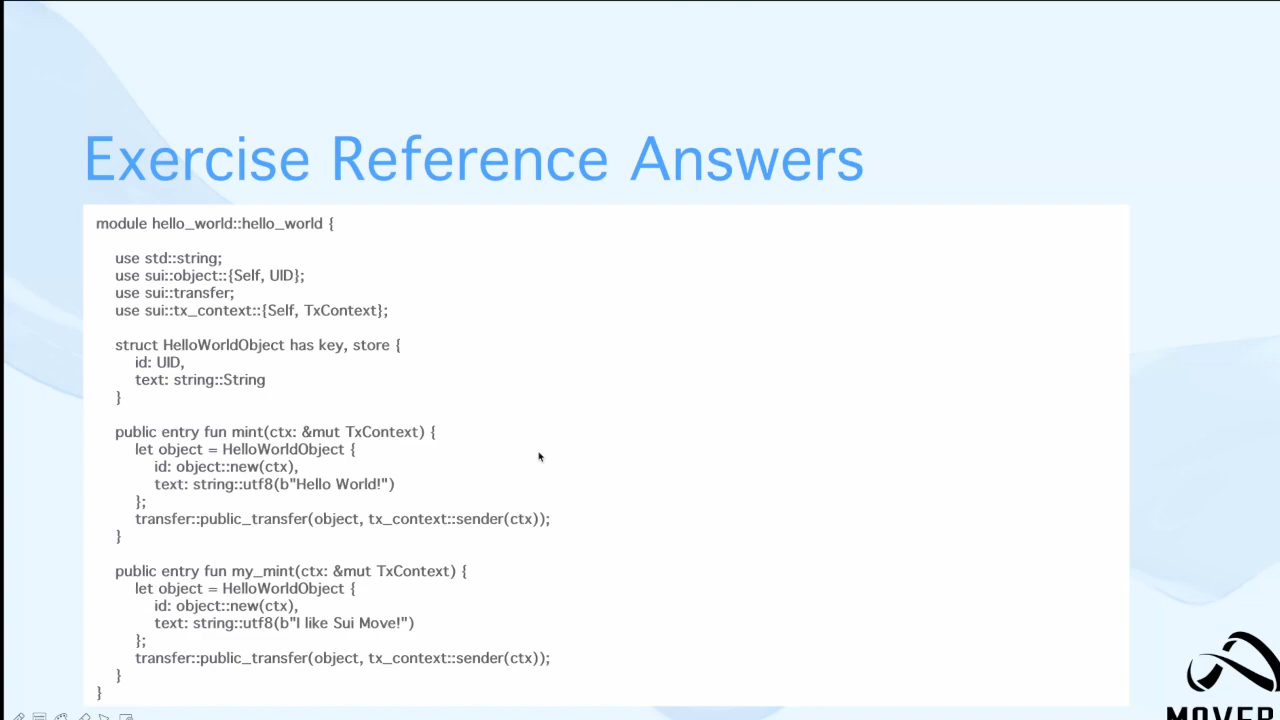 Exercise Reference Answers
module hello_world::hello_world {
use std::string;
use sui::object::{Self, UID};
use sui::transfer;
use sui::tx_context::{Self, TxContext};
struct HelloWorldObject has key, store {
id: UID,
text: string::String
}
public entry fun mint(ctx: &mut TxContext) {
let object = HelloWorldObject {
id: object::new(ctx),
text: string::utf8(b"Hello World!")
};
transfer::public_transfer(object, tx_context::sender(ctx));
}
public entry fun my_mint(ctx: &mut TxContext) {
let object = HelloWorldObject {
id: object::new(ctx),
text: string::utf8(b"I like Sui Move!")
};
transfer::public_transfer(object, tx_context::sender(ctx));
}
}